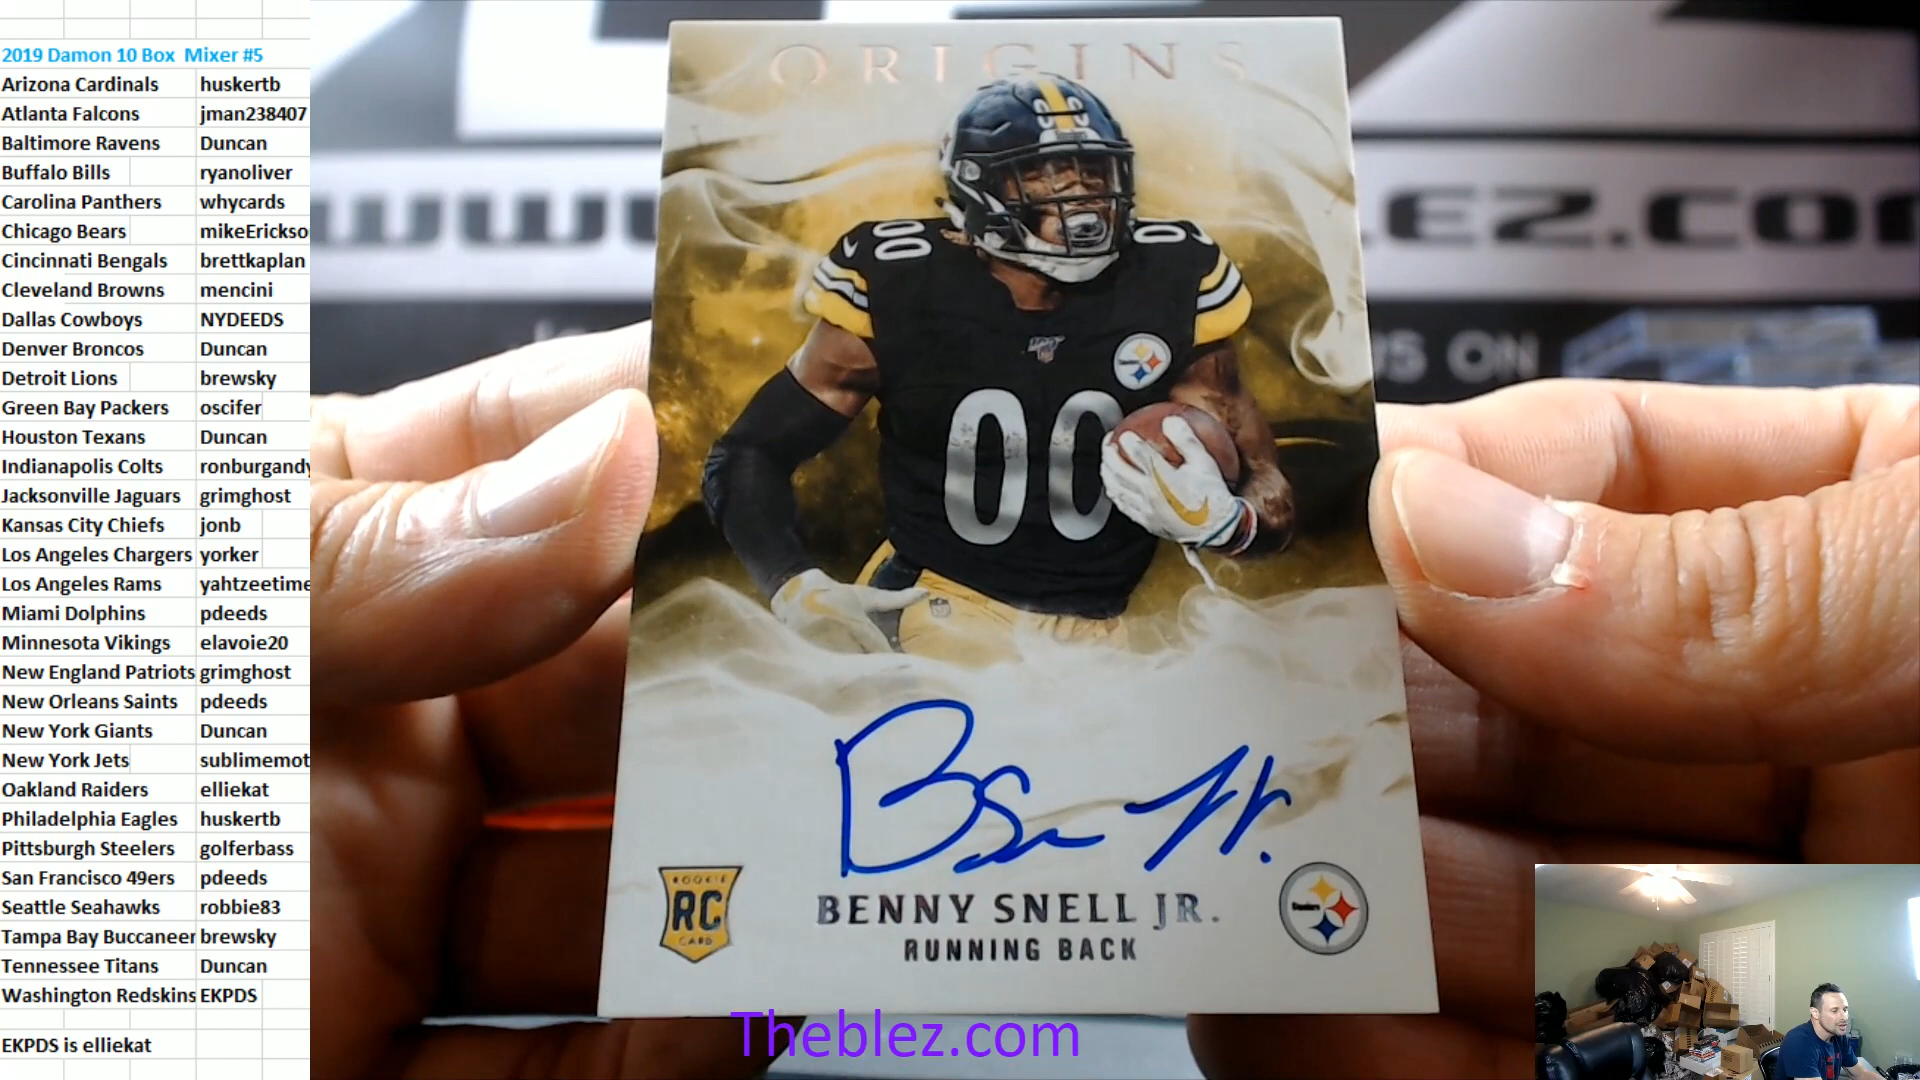 2019 Damon 10 Box Mixer #5
Arizona Cardinals huskertb
Atlanta Falcons jman238407
Baltimore Ravens Duncan
Buffalo Bills ryanoliver
Carolina Panthers whycards
Chicago Bears mikeErickso
Cincinnati Bengals brettkaplan
Cleveland Browns mencini
Dallas Cowboys NYDEEDS
Denver Broncos Duncan
Detroit Lions brewsky
Green Bay Packers oscifer
Houston Texans Duncan
Indianapolis Colts ronburgandy
Jacksonville Jaguars grimghost
Kansas City Chiefs jonb
Los Angeles Chargers yorker
Los Angeles Rams yahtzeetime
Miami Dolphins pdeeds
Minnesota Vikings elavoie20
New England Patriots grimghost
New Orleans Saints pdeeds
New York Giants Duncan
New York Jets sublimemot
Oakland Raiders elliekat
Philadelphia Eagles huskertb
Pittsburgh Steelers golferbass
San Francisco 49ers pdeeds
Seattle Seahawks robbie83
Tampa Bay Buccaneer brewsky
Tennessee Titans Duncan
Washington Redskins EKPDS
EKPDS is elliekat
ORIGINS
00
00
00
ROOKIE
RC
CARD
BENNY SNELL JR.
RUNNING BACK
Steelers
Theblez.com
EZ.CO
ON